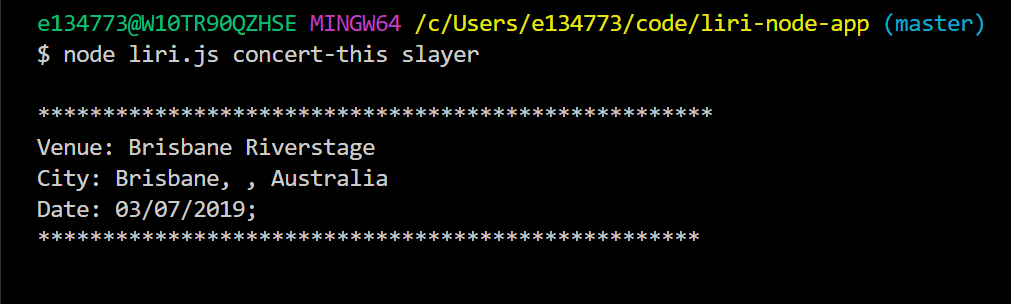 e134773@W10TR90QZHSE MINGW64 /c/Users/e134773/code/liri-node-app (master)
$ node liri.js concert-this slayer
****************************************************
Venue: Brisbane Riverstage
City: Brisbane, , Australia
Date: 03/07/2019;
***************************************************